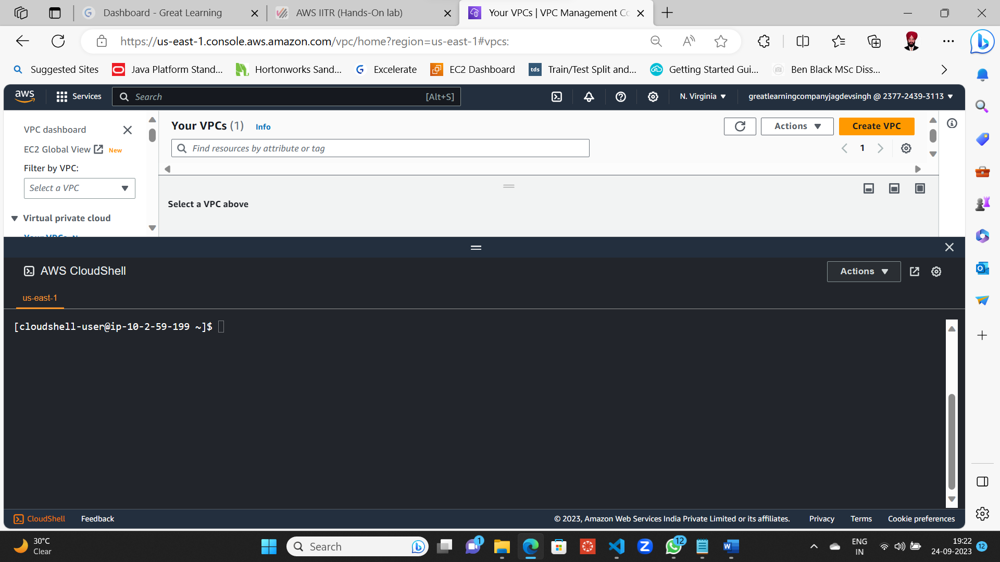 Dashboard - Great Learning
AWS IITR (Hands-On lab)
Your VPCs | VPC Management Co
https://us-east-1.console.aws.amazon.com/vpc/home?region=us-east-1#vpcs:
Suggested Sites
Java Platform Stand...
Hortonworks Sand...
Excelerate
EC2 Dashboard
tds
Train/Test Split and...
Getting Started Gui...
Ben Black MSc Diss...
aws
Services
Search
[Alt+S]
N. Virginia
greatlearningcompanyjagdevsingh @ 2377-2439-3113
VPC dashboard
EC2 Global View
New
Filter by VPC:
Select a VPC
Virtual private cloud
Your VPCs
Your VPCs (1)
Info
Actions
Create VPC
Find resources by attribute or tag
1
Select a VPC above
AWS CloudShell
Actions
us-east-1
[cloudshell-user@ip-10-2-59-199 ~]$
CloudShell
Feedback
© 2023, Amazon Web Services India Private Limited or its affiliates.
Privacy
Terms
Cookie preferences
30°C
Clear
Search
1
12
ENG
IN
19:22
24-09-2023
12